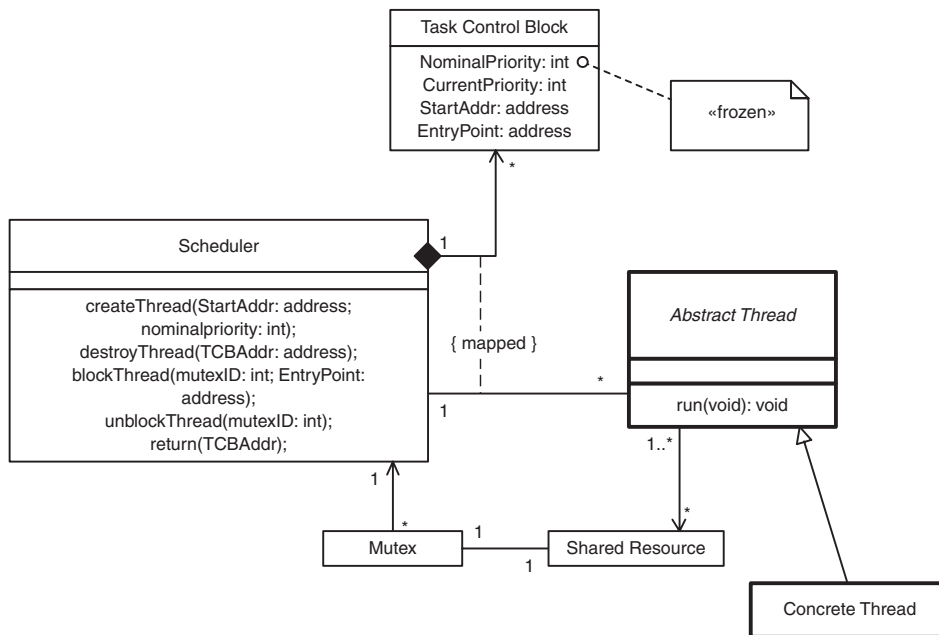 Task Control Block
NominalPriority: int
CurrentPriority: int
StartAddr: address
EntryPoint: address
«frozen»
*
Scheduler
1
createThread(StartAddr: address;
nominalpriority: int);
destroyThread(TCBAddr: address);
blockThread(mutexID: int; EntryPoint:
address);
unblockThread(mutexID: int);
return(TCBAddr);
{ mapped }
Abstract Thread
*
1
run(void): void
1..*
1
*
*
Mutex
1
1
Shared Resource
Concrete Thread